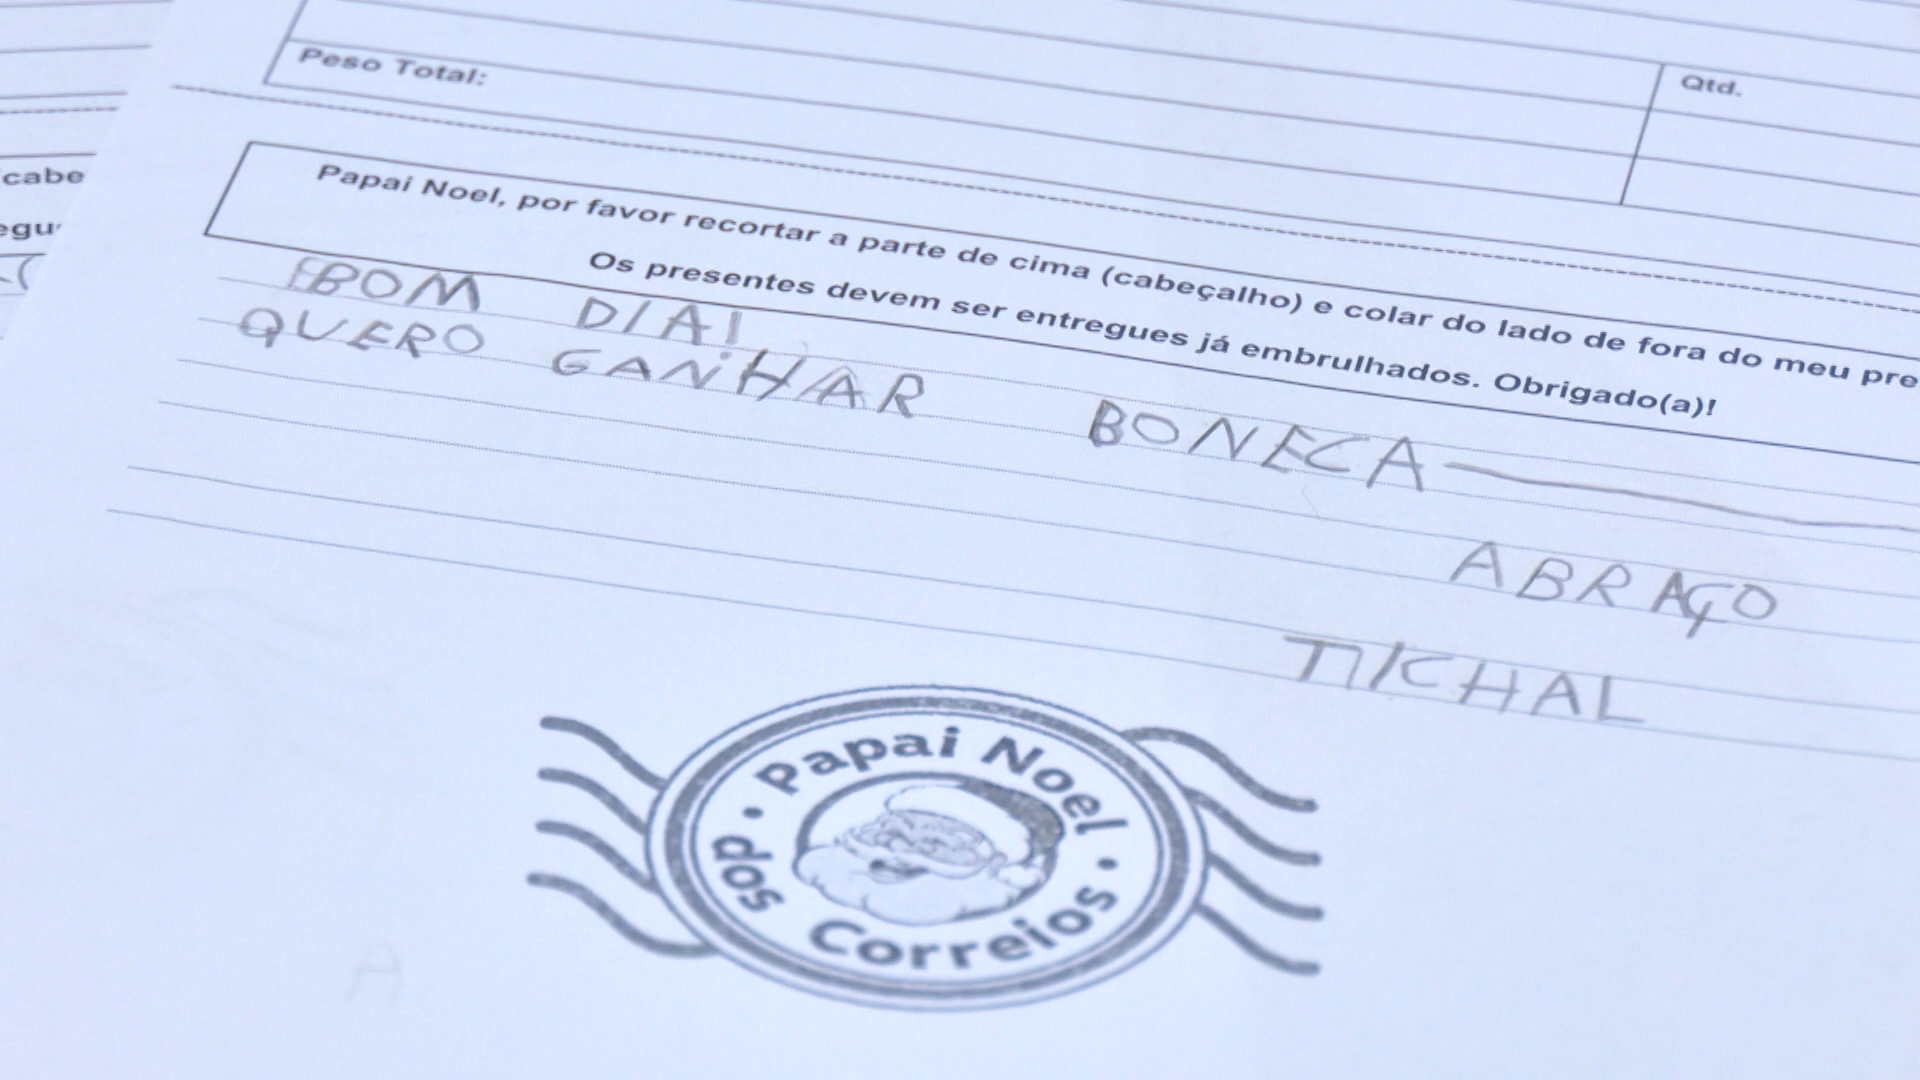 Peso Total:
Qtd.
cabe
Papai Noel, por favor recortar a parte de cima (cabeçalho) e colar do lado de fora do meu pre
Os presentes devem ser entregues já embrulhados. Obrigado(a)!
BOM DIA!
QUERO GANHAR BONECA
ABRAÇO
Papai Noel
dos Correios
A